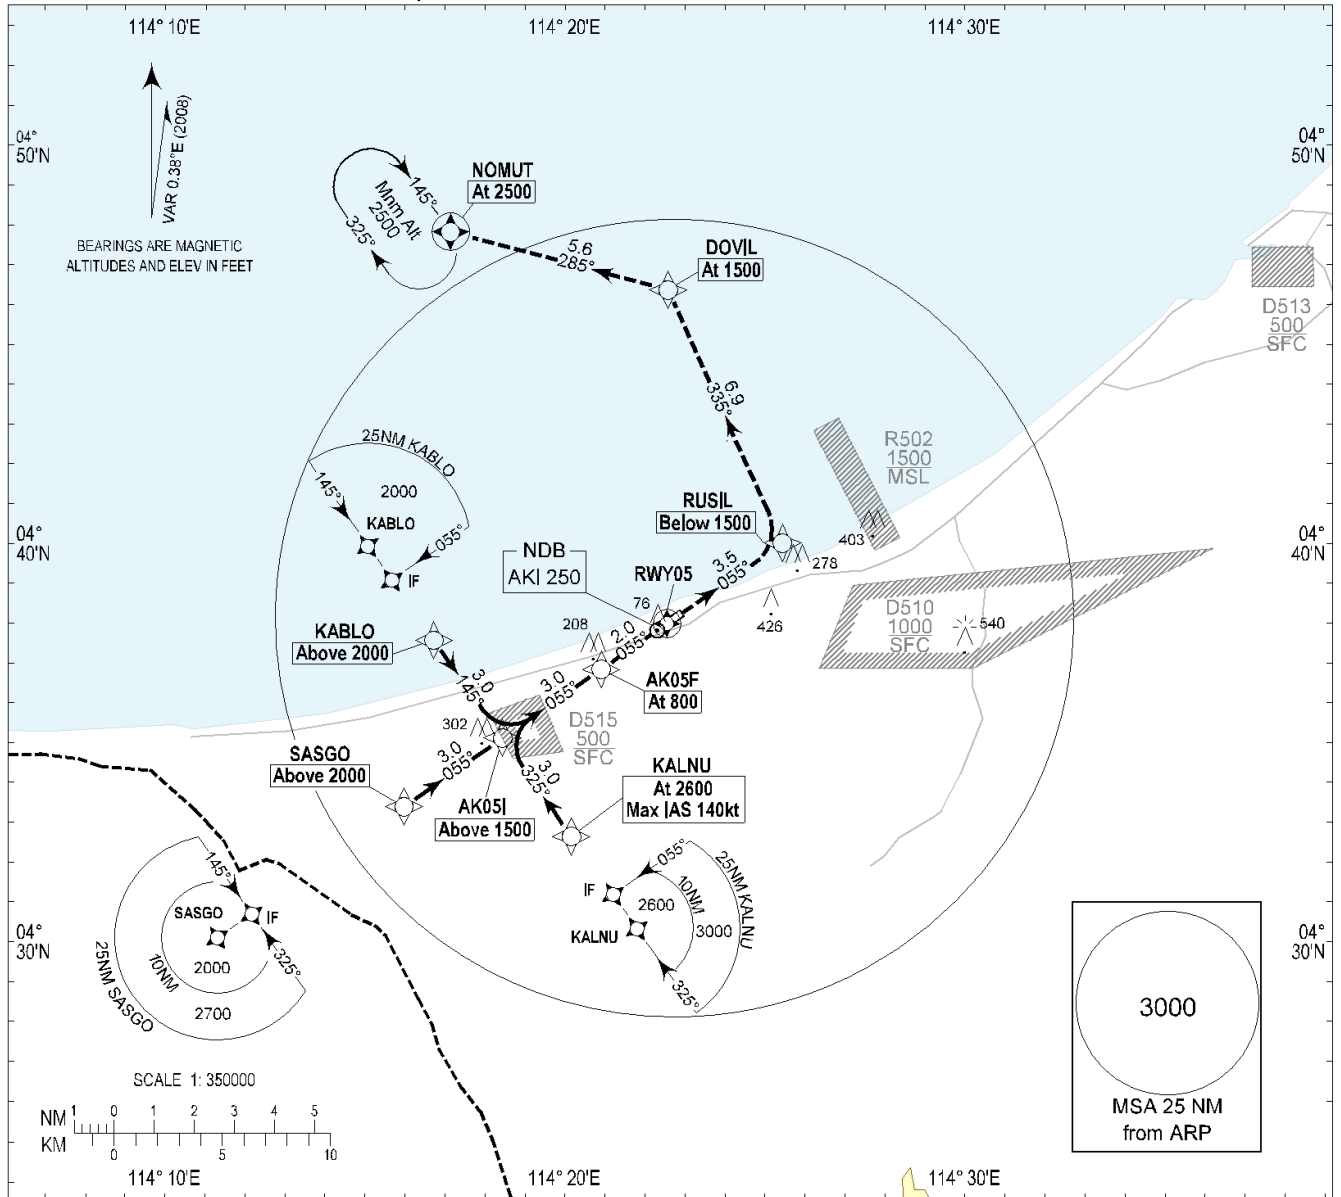 114° 10'E
114° 20'E
114° 30'E
VAR 0.38°E (2008)
04°
50'N
04°
50'N
BEARINGS ARE MAGNETIC
ALTITUDES AND ELEV IN FEET
NOMUT
At 2500
145°
Mnm Alt
2500
325°
5.6
285°
DOVIL
At 1500
D513
500
SFC
6.9
335°
25NM KABLO
145°
2000
KABLO
055°
IF
R502
1500
MSL
403
RUSIL
Below 1500
278
04°
40'N
04°
40'N
NDB
AKI 250
RWY05
3.5
055°
76
208
2.0
055°
426
D510
1000
SFC
540
KABLO
Above 2000
3.0
145°
3.0
055°
AK05F
At 800
302
D515
500
SFC
SASGO
Above 2000
3.0
055°
AK05I
Above 1500
3.0
325°
KALNU
At 2600
Max IAS 140kt
145°
SASGO
IF
10NM
2000
2700
325°
25NM SASGO
055°
IF
10NM
2600
3000
KALNU
25NM KALNU
325°
04°
30'N
04°
30'N
3000
MSA 25 NM
from ARP
SCALE 1: 350000
NM
1 0 1 2 3 4 5
KM
0 5 10
114° 10'E
114° 20'E
114° 30'E